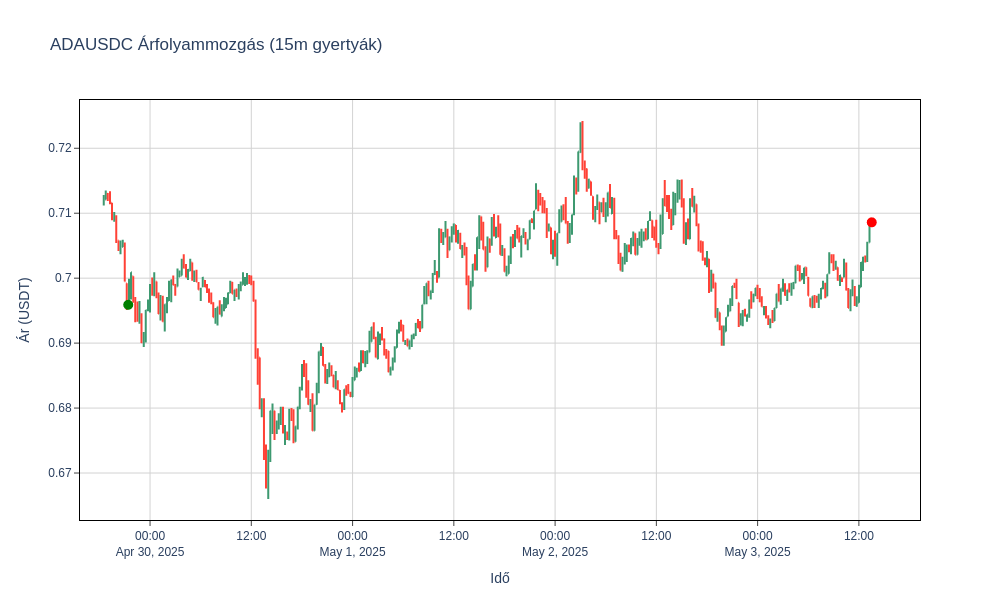 ADAUSDC Árfolyammozgás (15m gyertyák)
Ár (USDT)
0.72
0.71
0.7
0.69
0.68
0.67
00:00 12:00 00:00 12:00 00:00 12:00 00:00 12:00
Apr 30, 2025 May 1, 2025 May 2, 2025 May 3, 2025
Idő